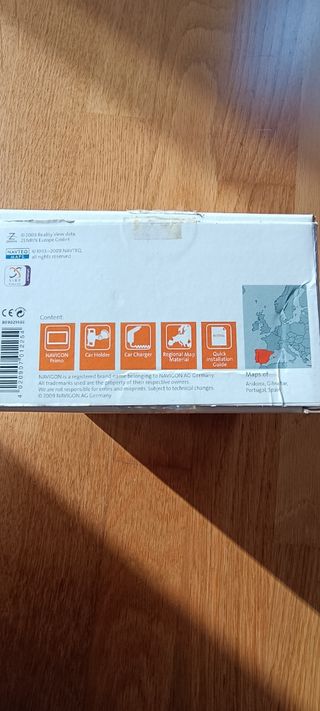 © 2009 Reality View data
ZENRIN Europe GmbH
NAVTEQ
MAPS
© 1993–2009 NAVTEQ
all rights reserved
Content
NAVIGON
Primo
Car Holder
Car Charger
Regional Map
Material
Quick
Installation
Guide
Maps of
Andorra, Gibraltar,
Portugal, Spain
NAVIGON is a registered brand name belonging to NAVIGON AG Germany.
All trademarks used are the property of their respective owners.
We are not responsible for errors and misprints. Subject to technical changes.
© 2009 NAVIGON AG Germany